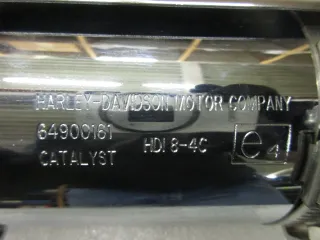 HARLEY-DAVIDSON MOTOR COMPANY
64900161 HDI 8-4C e4
CATALYST